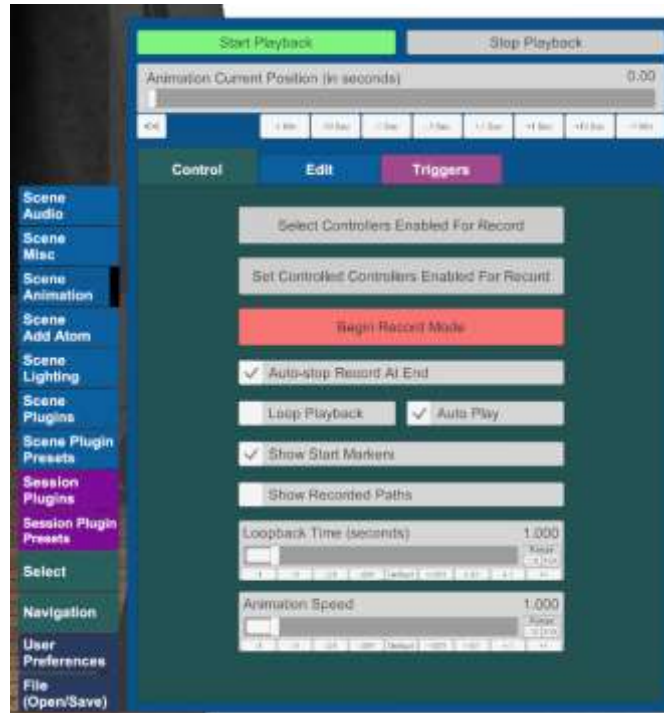 Start Playback
Stop Playback
Animation Current Position (in seconds)
0.00
<<
Control
Edit
Triggers
Scene
Audio
Scene
Misc
Scene
Animation
Scene
Add Atom
Scene
Lighting
Scene
Plugins
Scene Plugin
Presets
Session
Plugins
Session Plugin
Presets
Select
Navigation
User
Preferences
File
(Open/Save)
Select Controllers Enabled For Record
Set Controlled Controllers Enabled For Record
Begin Record Mode
Auto-stop Record At End
Loop Playback
Auto Play
Show Start Markers
Show Recorded Paths
Loopback Time (seconds)
1.000
Default
Animation Speed
1.000
Default